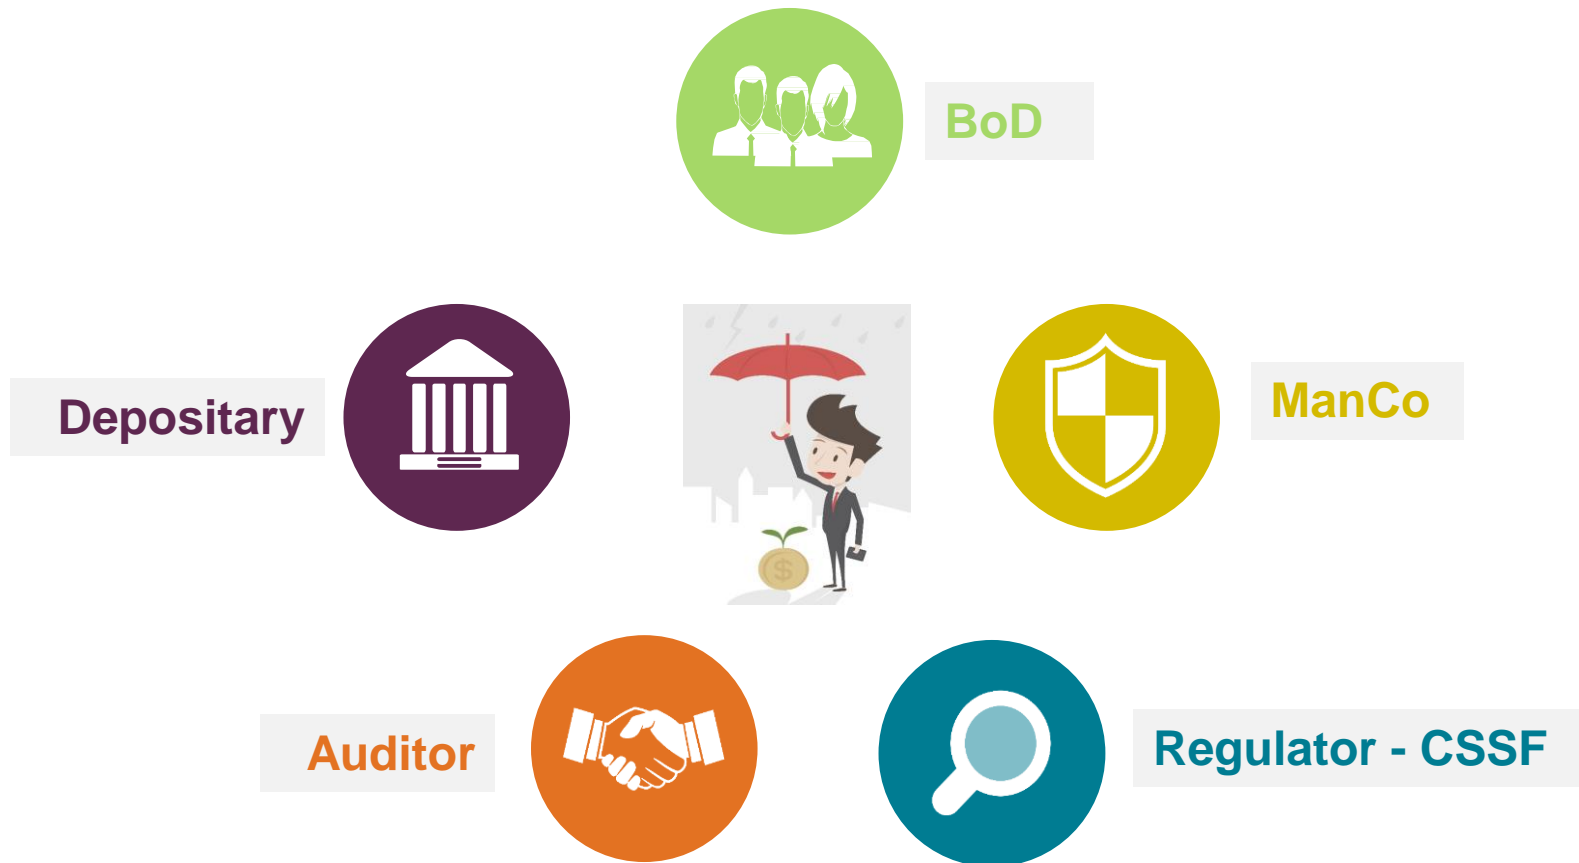 BoD
Depositary
ManCo
$
Auditor
Regulator - CSSF